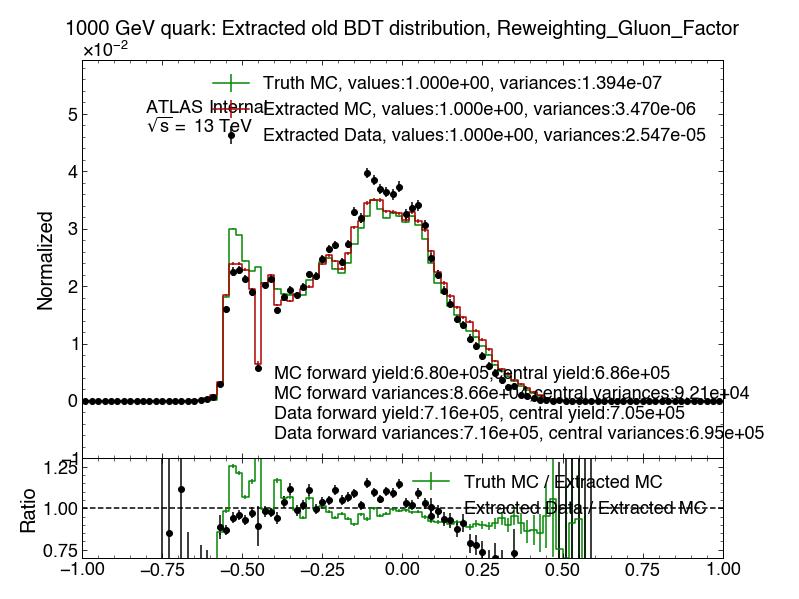 1000 GeV quark: Extracted old BDT distribution, Reweighting_Gluon_Factor
×10−2
Truth MC, values:1.000e+00, variances:1.394e-07
ATLAS Internal
Extracted MC, values:1.000e+00, variances:3.470e-06
√s = 13 TeV
Extracted Data, values:1.000e+00, variances:2.547e-05
5
4
3
2
1
0
−1
Normalized
MC forward yield:6.80e+05, central yield:6.86e+05
MC forward variances:8.66e+0, central variances:9.21e+04
Data forward yield:7.16e+05, central yield:7.05e+05
Data forward variances:7.16e+05, central variances:6.95e+05
1.25
1.00
0.75
Ratio
Truth MC / Extracted MC
Extracted Data / Extracted MC
−1.00 −0.75 −0.50 −0.25 0.00 0.25 0.50 0.75 1.00